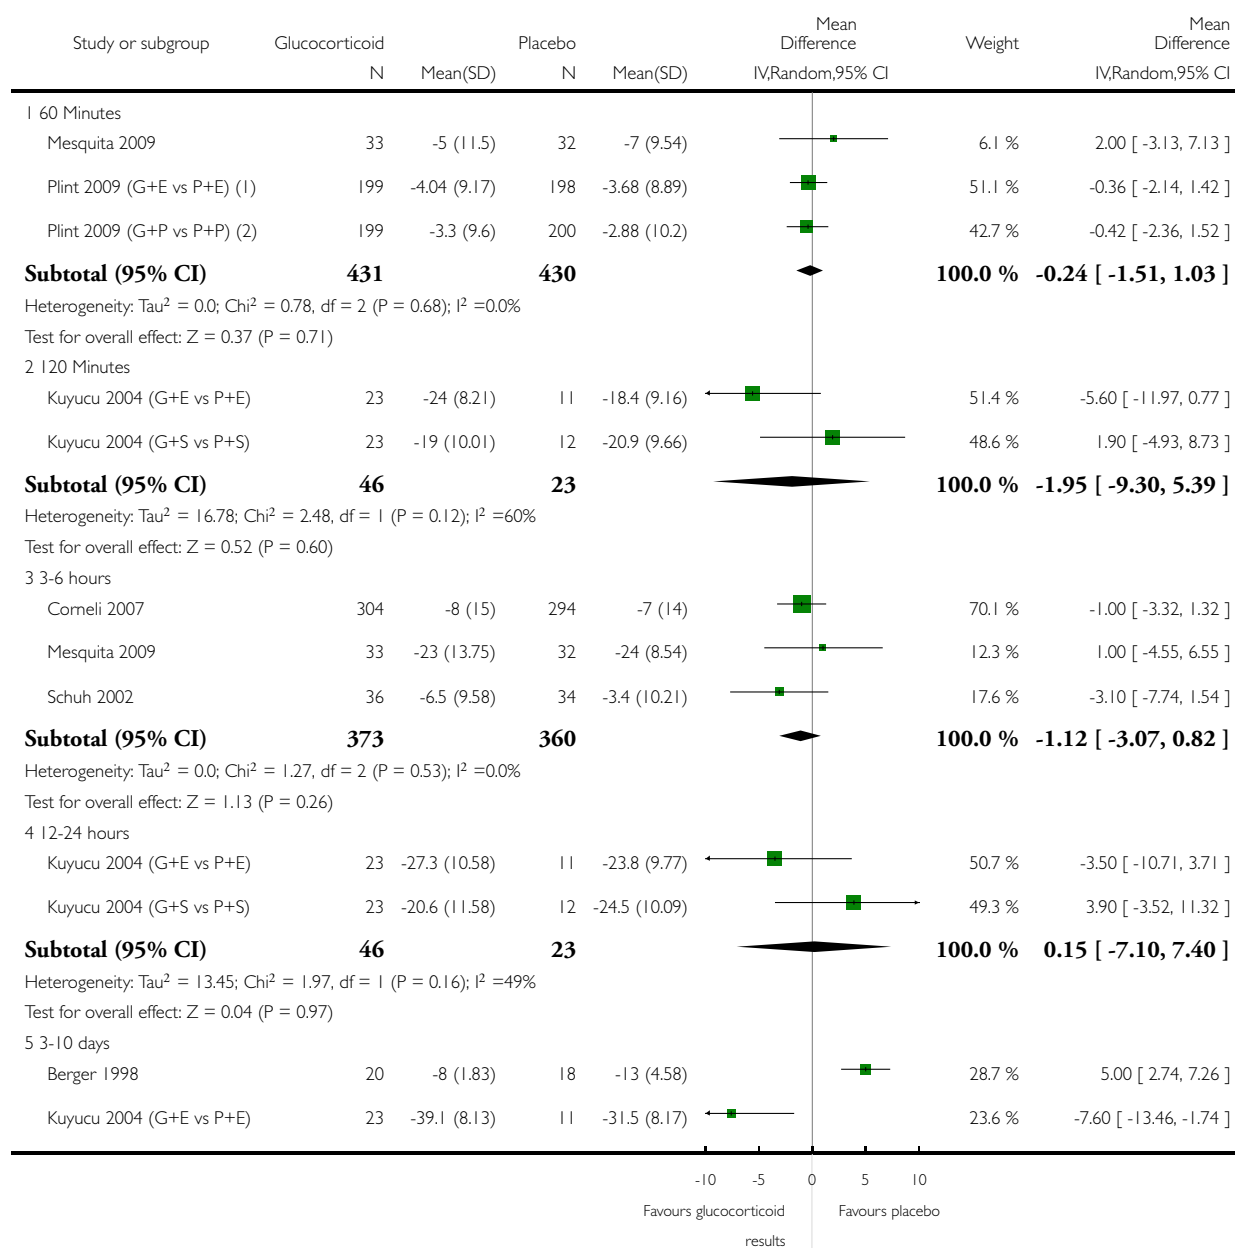 Mean Mean
Study or subgroup Glucocorticoid Placebo Difference Weight Difference
N Mean(SD) N Mean(SD) IV,Random,95% CI IV,Random,95% CI
1 60 Minutes
Mesquita 2009 33 -5 (11.5) 32 -7 (9.54) 6.1 % 2.00 [ -3.13, 7.13 ]
Plint 2009 (G+E vs P+E) (1) 199 -4.04 (9.17) 198 -3.68 (8.89) 51.1 % -0.36 [ -2.14, 1.42 ]
Plint 2009 (G+P vs P+P) (2) 199 -3.3 (9.6) 200 -2.88 (10.2) 42.7 % -0.42 [ -2.36, 1.52 ]
Subtotal (95% CI) 431 430 100.0 % -0.24 [ -1.51, 1.03 ]
Heterogeneity: Tau² = 0.0; Chi² = 0.78, df = 2 (P = 0.68); I² =0.0%
Test for overall effect: Z = 0.37 (P = 0.71)
2 120 Minutes
Kuyucu 2004 (G+E vs P+E) 23 -24 (8.21) 11 -18.4 (9.16) 51.4 % -5.60 [ -11.97, 0.77 ]
Kuyucu 2004 (G+S vs P+S) 23 -19 (10.01) 12 -20.9 (9.66) 48.6 % 1.90 [ -4.93, 8.73 ]
Subtotal (95% CI) 46 23 100.0 % -1.95 [ -9.30, 5.39 ]
Heterogeneity: Tau² = 16.78; Chi² = 2.48, df = 1 (P = 0.12); I² =60%
Test for overall effect: Z = 0.52 (P = 0.60)
3 3-6 hours
Corneli 2007 304 -8 (15) 294 -7 (14) 70.1 % -1.00 [ -3.32, 1.32 ]
Mesquita 2009 33 -23 (13.75) 32 -24 (8.54) 12.3 % 1.00 [ -4.55, 6.55 ]
Schuh 2002 36 -6.5 (9.58) 34 -3.4 (10.21) 17.6 % -3.10 [ -7.74, 1.54 ]
Subtotal (95% CI) 373 360 100.0 % -1.12 [ -3.07, 0.82 ]
Heterogeneity: Tau² = 0.0; Chi² = 1.27, df = 2 (P = 0.53); I² =0.0%
Test for overall effect: Z = 1.13 (P = 0.26)
4 12-24 hours
Kuyucu 2004 (G+E vs P+E) 23 -27.3 (10.58) 11 -23.8 (9.77) 50.7 % -3.50 [ -10.71, 3.71 ]
Kuyucu 2004 (G+S vs P+S) 23 -20.6 (11.58) 12 -24.5 (10.09) 49.3 % 3.90 [ -3.52, 11.32 ]
Subtotal (95% CI) 46 23 100.0 % 0.15 [ -7.10, 7.40 ]
Heterogeneity: Tau² = 13.45; Chi² = 1.97, df = 1 (P = 0.16); I² =49%
Test for overall effect: Z = 0.04 (P = 0.97)
5 3-10 days
Berger 1998 20 -8 (1.83) 18 -13 (4.58) 28.7 % 5.00 [ 2.74, 7.26 ]
Kuyucu 2004 (G+E vs P+E) 23 -39.1 (8.13) 11 -31.5 (8.17) 23.6 % -7.60 [ -13.46, -1.74 ]
-10 -5 0 5 10
Favours glucocorticoid Favours placebo
results